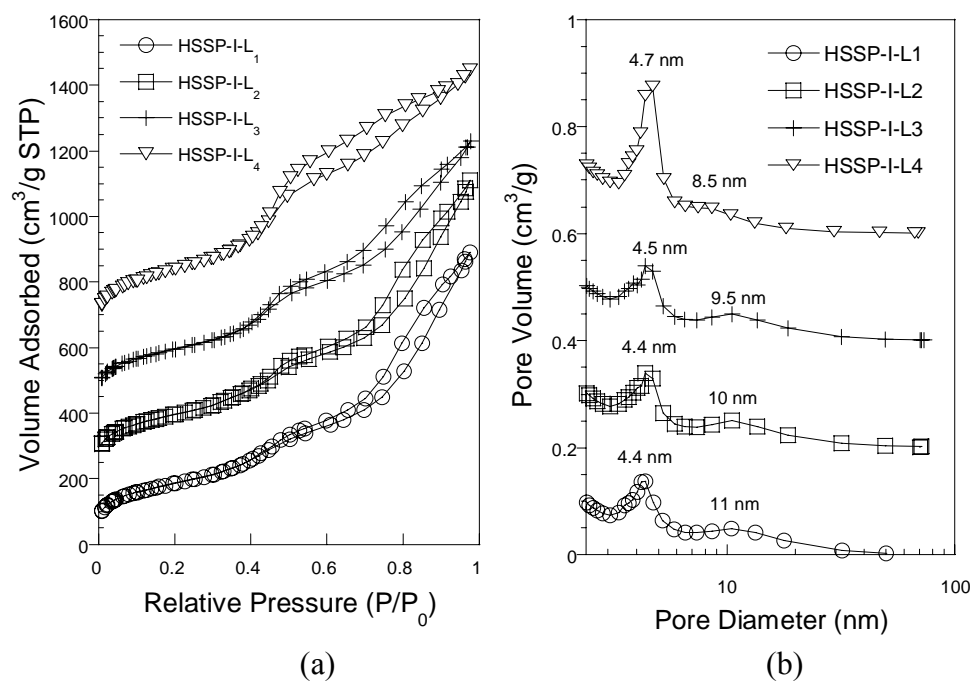 1600
1400
1200
1000
800
600
400
200
0
Volume Adsorbed (cm³/g STP)
HSSP-I-L₁
HSSP-I-L₂
HSSP-I-L₃
HSSP-I-L₄
0 0.2 0.4 0.6 0.8 1
Relative Pressure (P/P₀)
(a)
1
0.8
0.6
0.4
0.2
0
Pore Volume (cm³/g)
HSSP-I-L1
HSSP-I-L2
HSSP-I-L3
HSSP-I-L4
4.7 nm
8.5 nm
4.5 nm
9.5 nm
4.4 nm
10 nm
4.4 nm
11 nm
10 100
Pore Diameter (nm)
(b)